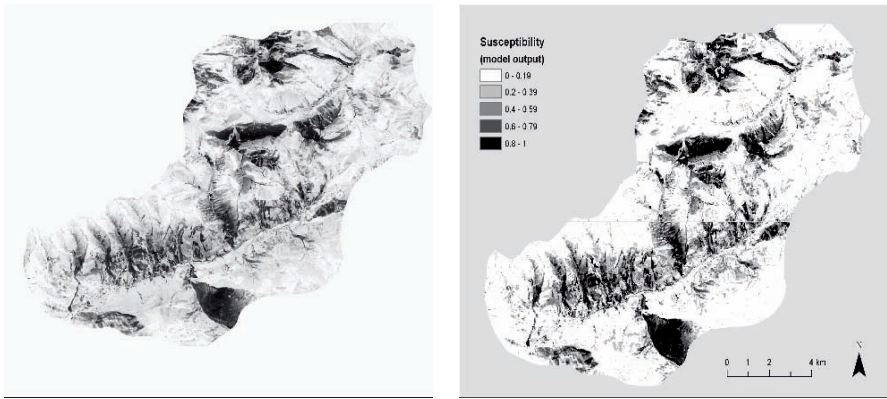 Susceptibility
(model output)
0 - 0.19
0.2 - 0.39
0.4 - 0.59
0.6 - 0.79
0.8 - 1
N
0 1 2 4 km